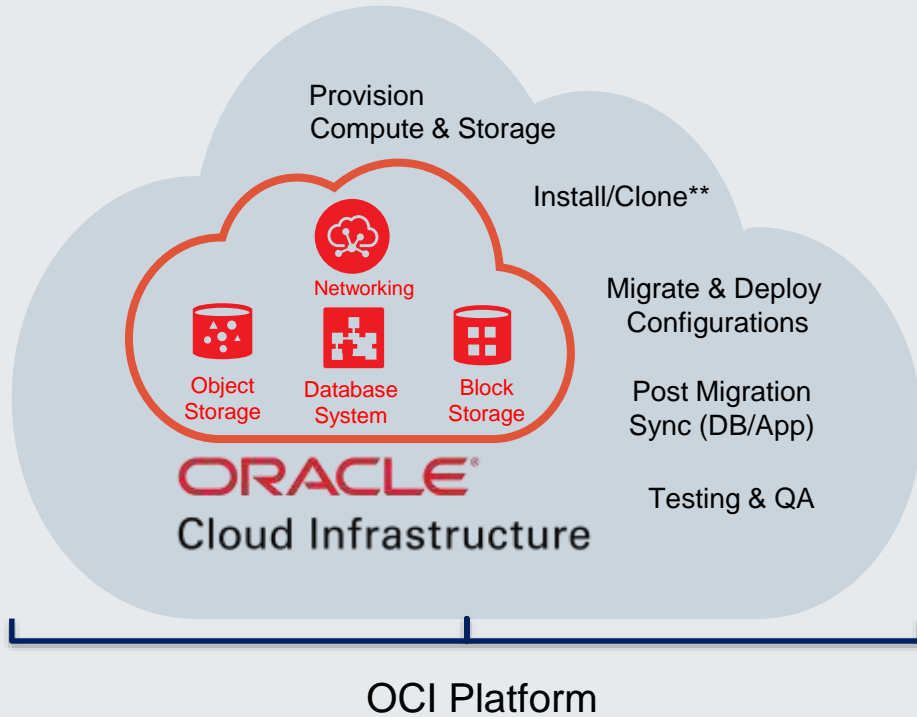 Provision
Compute & Storage
Install/Clone**
Networking
Migrate & Deploy
Configurations
Object
Storage
Database
System
Block
Storage
Post Migration
Sync (DB/App)
ORACLE®
Cloud Infrastructure
Testing & QA
OCI Platform